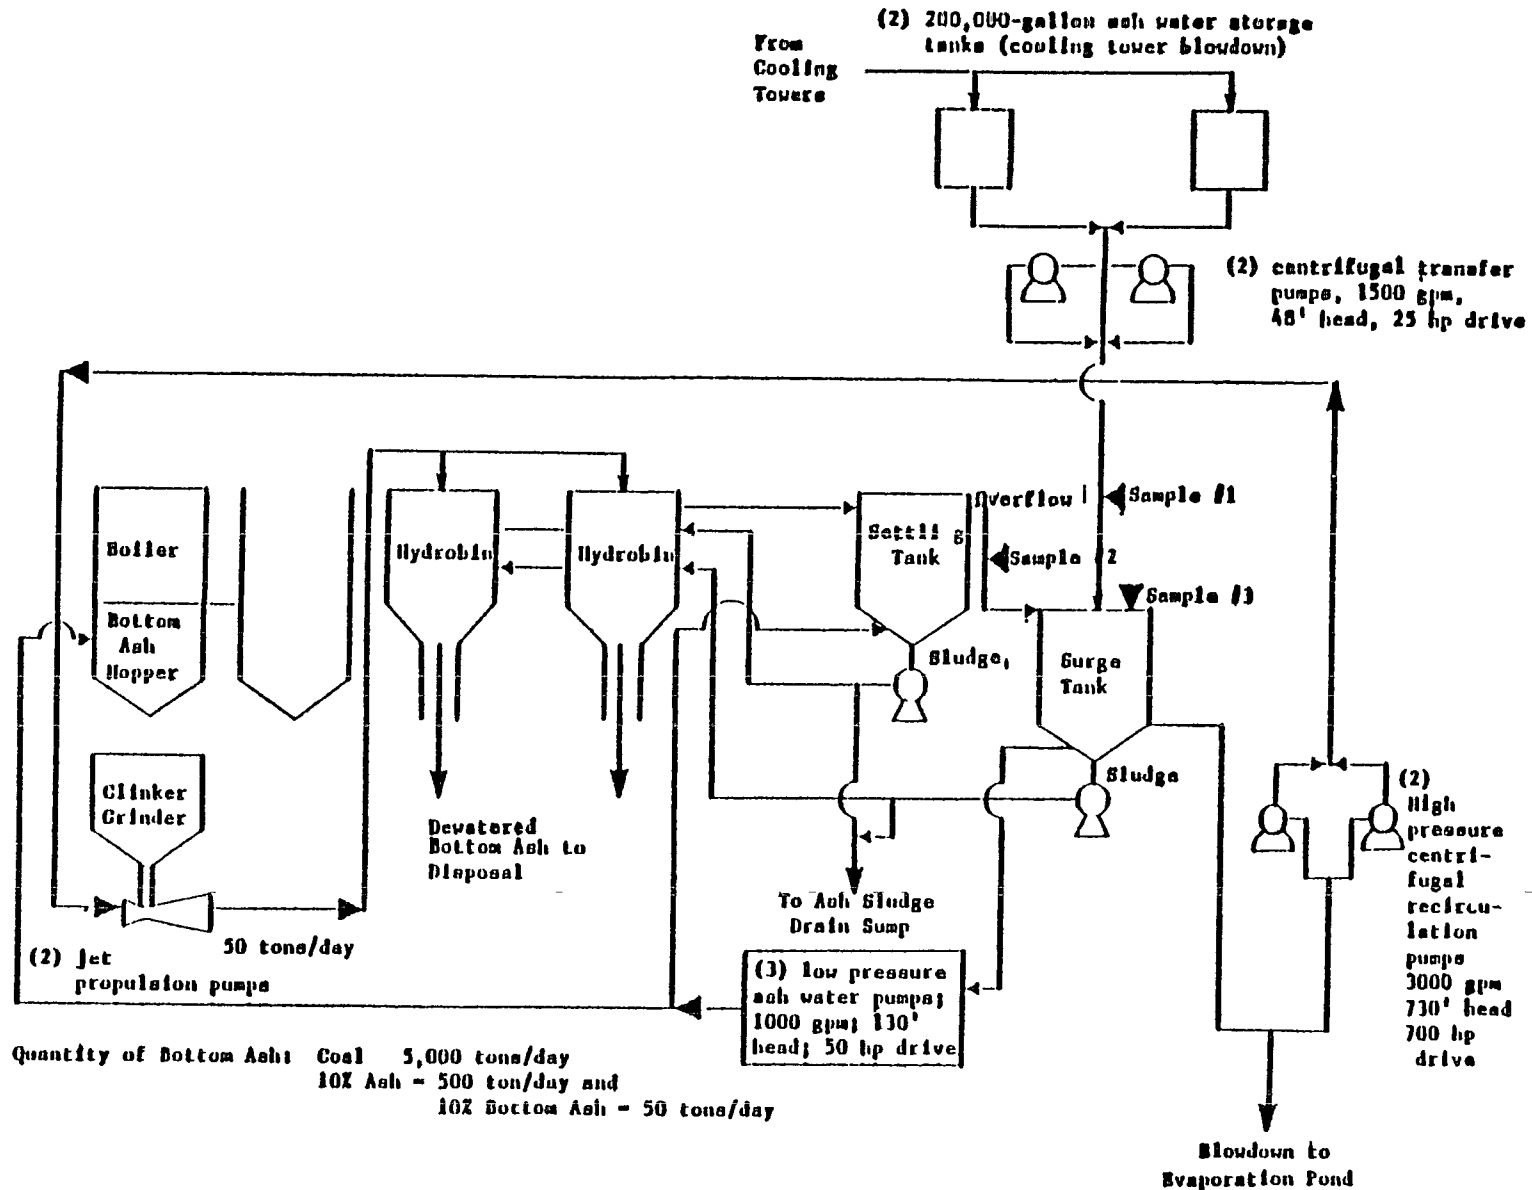 (2) 200,000-gallon ash water storage
tanks (cooling tower blowdown)
From
Cooling
Towers
(2) centrifugal transfer
pumps, 1500 gpm,
48' head, 25 hp drive
Overflow
Sample #1
Boiler
Hydrobin
Hydrobin
Settling
Tank
Sample #2
Sample #3
Bottom
Ash
Hopper
Sludge
Surge
Tank
Clinker
Grinder
Sludge
Dewatered
Bottom Ash to
Disposal
(2)
High
pressure
centri-
fugal
recircu-
lation
pumps
3000 gpm
730' head
700 hp
drive
To Ash Sludge
Drain Sump
50 tons/day
(2) jet
propulsion pumps
(3) low pressure
ash water pumps;
1000 gpm; 130'
head; 50 hp drive
Quantity of Bottom Ash: Coal 5,000 tons/day
10% Ash - 500 ton/day and
10% Bottom Ash - 50 tons/day
Blowdown to
Evaporation Pond